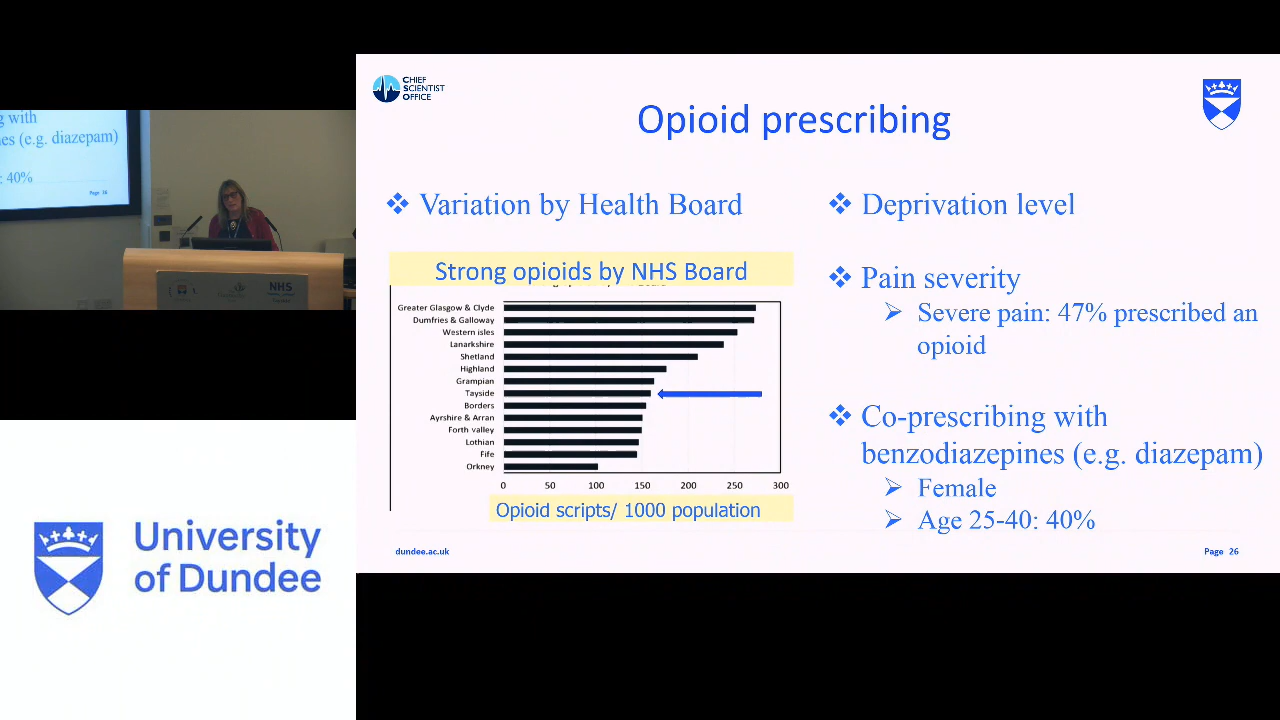 g with
es (e.g. diazepam)
: 40%
Page 26
NHS
University
of Dundee
CHIEF
SCIENTIST
OFFICE
Opioid prescribing
❖ Variation by Health Board
Strong opioids by NHS Board
Greater Glasgow & Clyde
Dumfries & Galloway
Western isles
Lanarkshire
Shetland
Highland
Grampian
Tayside
Borders
Ayrshire & Arran
Forth valley
Lothian
Fife
Orkney
0 50 100 150 200 250 300
Opioid scripts/ 1000 population
❖ Deprivation level
❖ Pain severity
➢ Severe pain: 47% prescribed an
opioid
❖ Co-prescribing with
benzodiazepines (e.g. diazepam)
➢ Female
➢ Age 25-40: 40%
dundee.ac.uk
Page 26